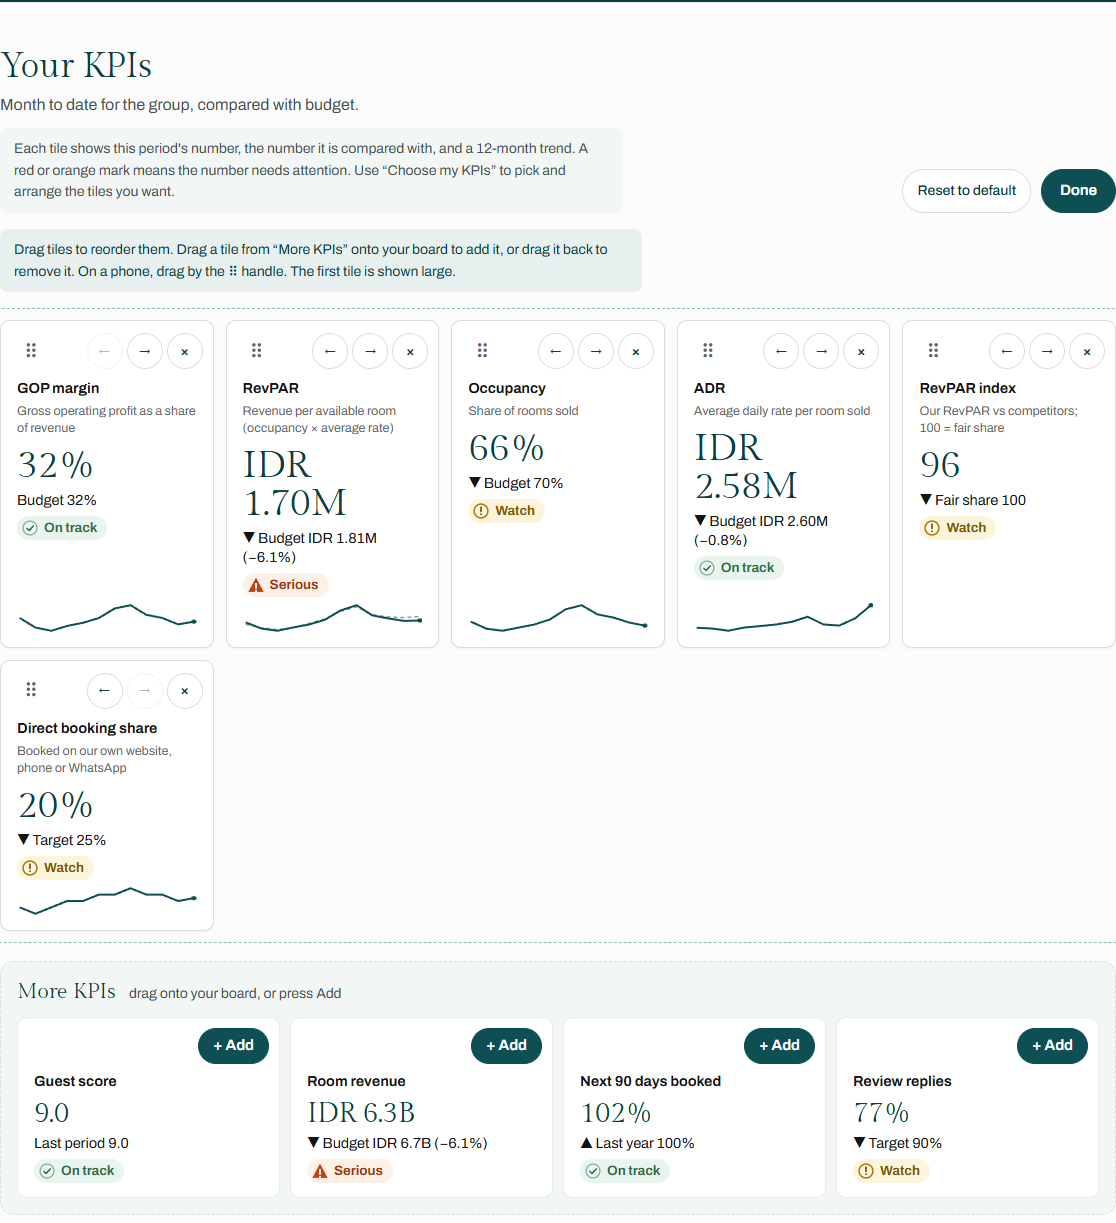 Your KPIs
Month to date for the group, compared with budget.
Each tile shows this period's number, the number it is compared with, and a 12-month trend. A
red or orange mark means the number needs attention. Use “Choose my KPIs” to pick and
arrange the tiles you want.
Reset to default
Done
Drag tiles to reorder them. Drag a tile from “More KPIs” onto your board to add it, or drag it back to
remove it. On a phone, drag by the ⠿ handle. The first tile is shown large.
⠿ ← → ×
GOP margin
Gross operating profit as a share
of revenue
32%
Budget 32%
On track
⠿ ← → ×
RevPAR
Revenue per available room
(occupancy × average rate)
IDR
1.70M
▼ Budget IDR 1.81M
(−6.1%)
Serious
⠿ ← → ×
Occupancy
Share of rooms sold
66%
▼ Budget 70%
Watch
⠿ ← → ×
ADR
Average daily rate per room sold
IDR
2.58M
▼ Budget IDR 2.60M
(−0.8%)
On track
⠿ ← → ×
RevPAR index
Our RevPAR vs competitors;
100 = fair share
96
▼ Fair share 100
Watch
⠿ ← → ×
Direct booking share
Booked on our own website,
phone or WhatsApp
20%
▼ Target 25%
Watch
More KPIs drag onto your board, or press Add
+ Add
Guest score
9.0
Last period 9.0
On track
+ Add
Room revenue
IDR 6.3B
▼ Budget IDR 6.7B (−6.1%)
Serious
+ Add
Next 90 days booked
102%
▲ Last year 100%
On track
+ Add
Review replies
77%
▼ Target 90%
Watch